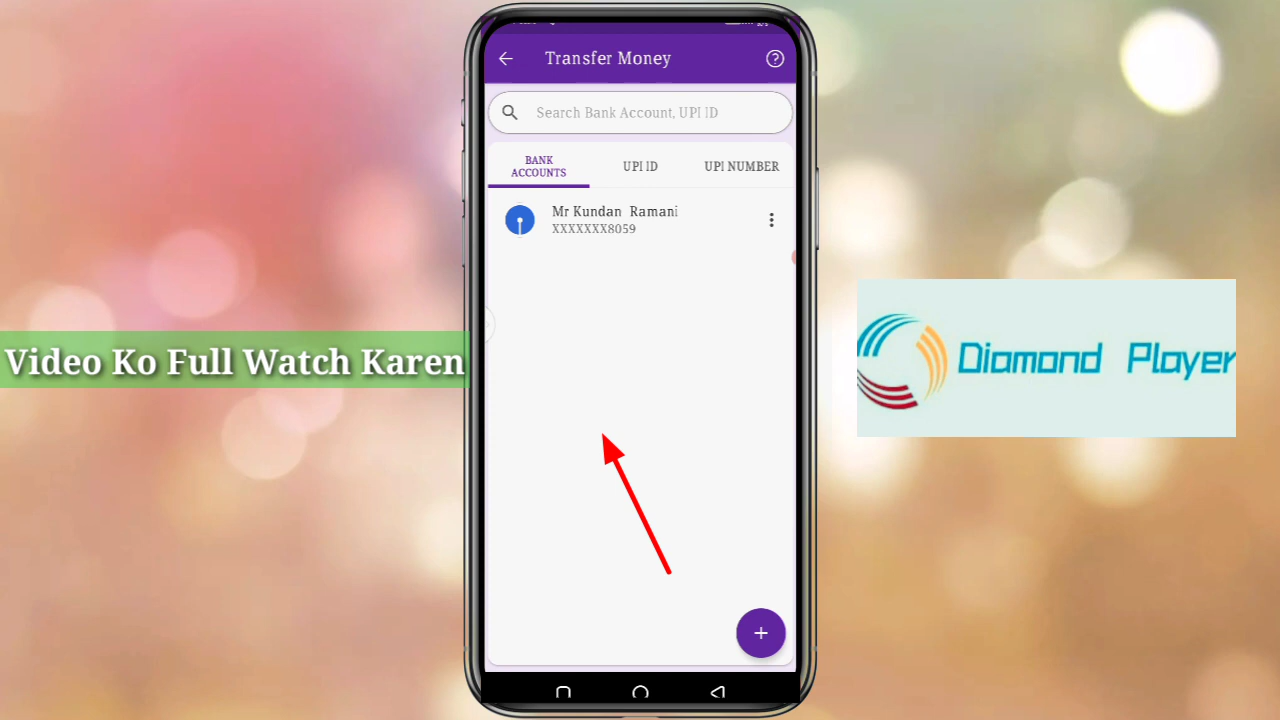 Transfer Money
Search Bank Account, UPI ID
BANK
ACCOUNTS
UPI ID
UPI NUMBER
Mr Kundan Ramani
XXXXXXX8059
Video Ko Full Watch Karen
Diamond Player